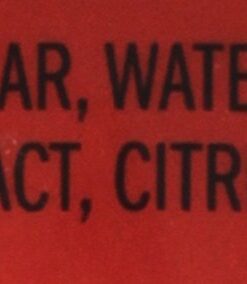 AR, WATE
ACT, CITR